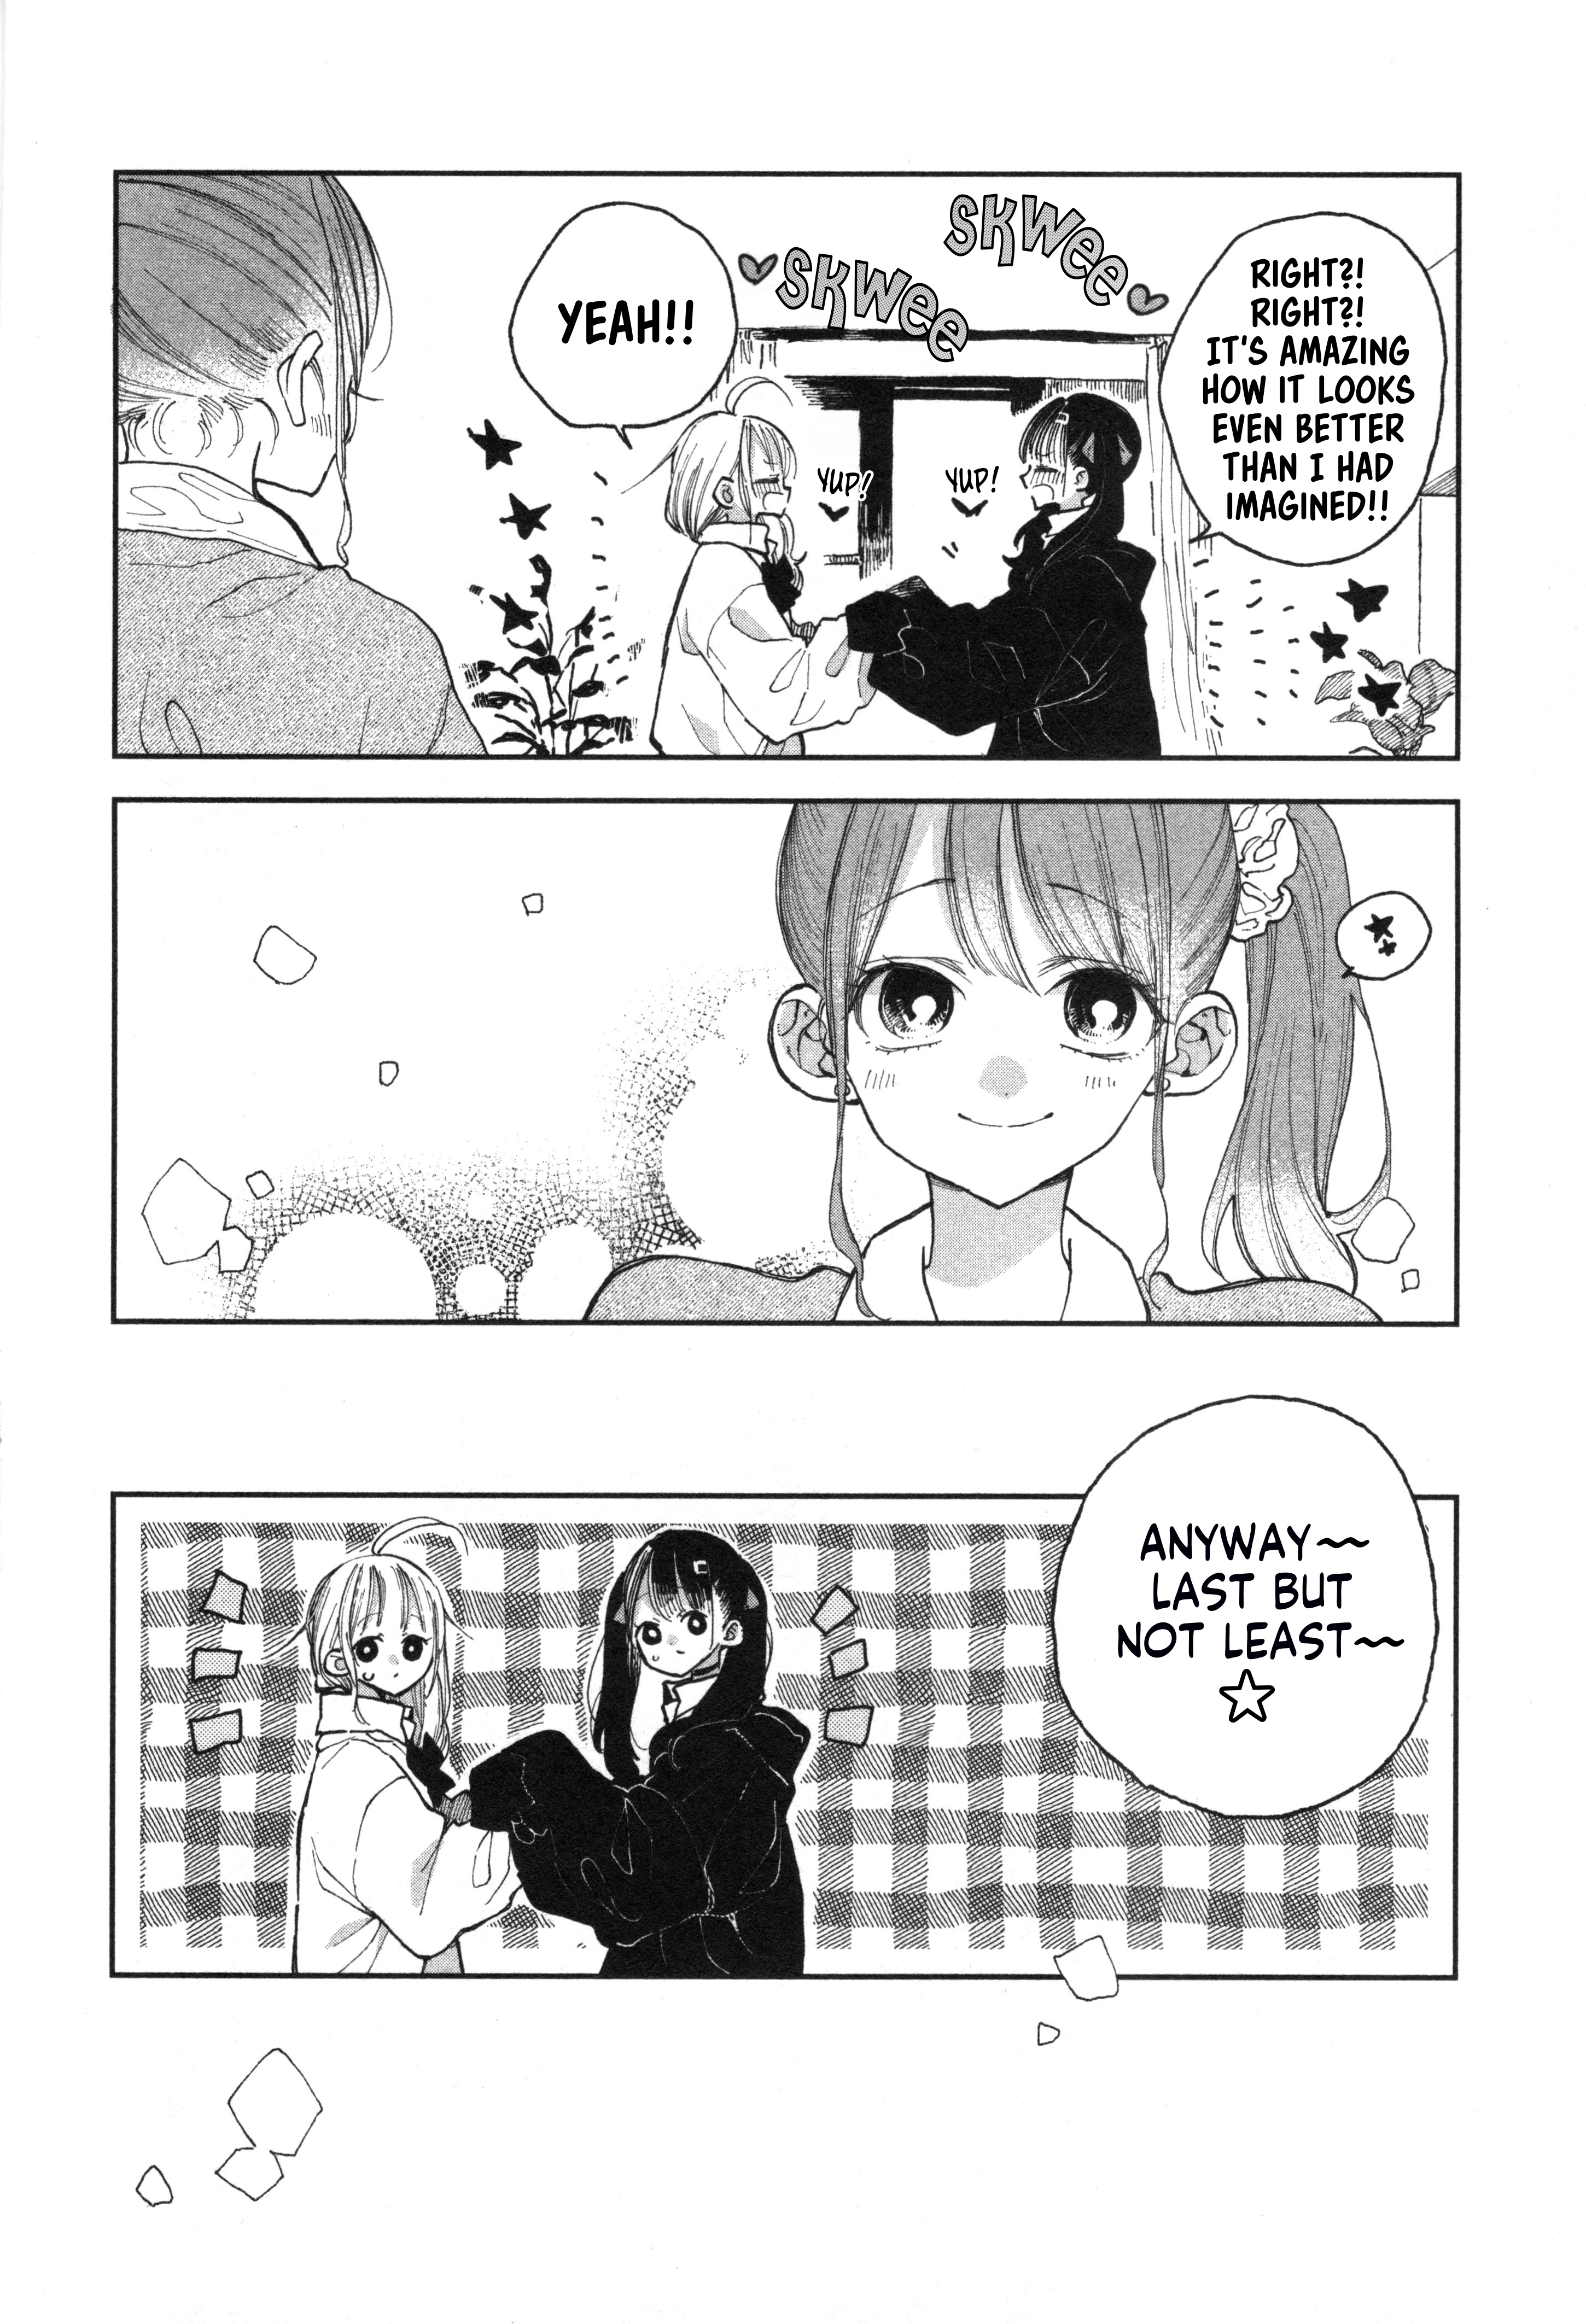 RIGHT?!
RIGHT?!
IT'S AMAZING
HOW IT LOOKS
EVEN BETTER
THAN I HAD
IMAGINED!!
SKWEE
SKWEE
YEAH!!
YUP!
YUP!
ANYWAY~~
LAST BUT
NOT LEAST~~
☆